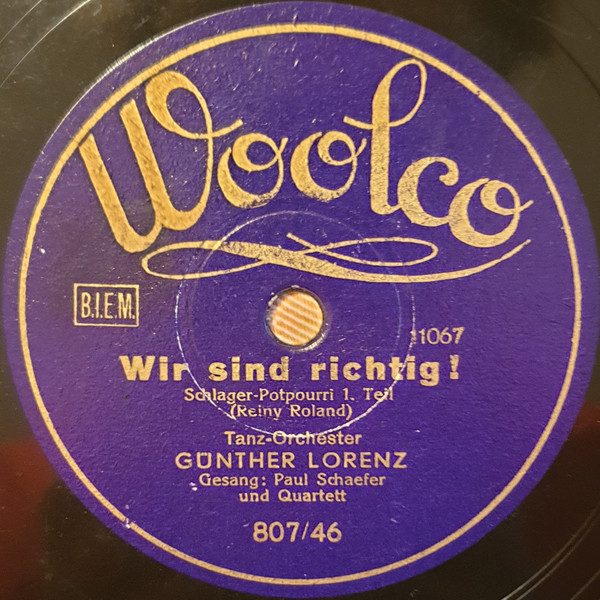 Woolco
B.I.E.M.
11067
Wir sind richtig!
Schlager-Potpourri 1. Teil
(Reiny Roland)
Tanz-Orchester
GÜNTHER LORENZ
Gesang: Paul Schaefer
und Quartett
807/46